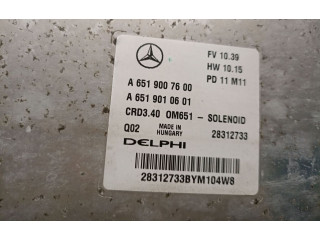 FV 10.39
HW 10.15
PD 11 M11
A 651 900 76 00
A 651 901 06 01
CRD3.40 OM651 - SOLENOID
Q02 MADE IN HUNGARY 28312733
DELPHI
28312733BYM104W8